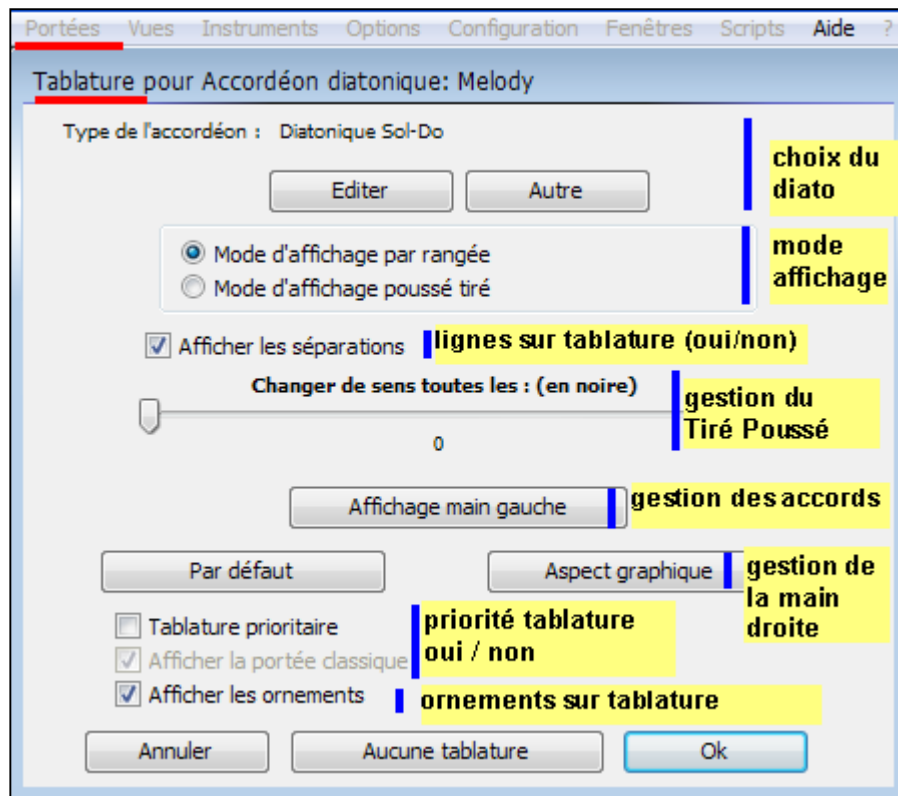 Portées Vues Instruments Options Configuration Fenêtres Scripts Aide ?
Tablature pour Accordéon diatonique: Melody
Type de l'accordéon : Diatonique Sol-Do
choix du
diato
Editer Autre
Mode d'affichage par rangée
Mode d'affichage poussé tiré
mode
affichage
Afficher les séparations
lignes sur tablature (oui/non)
Changer de sens toutes les : (en noire)
0
gestion du
Tiré Poussé
Affichage main gauche
gestion des accords
Par défaut Aspect graphique
gestion de
la main
droite
Tablature prioritaire
Afficher la portée classique
priorité tablature
oui / non
Afficher les ornements
ornements sur tablature
Annuler Aucune tablature Ok